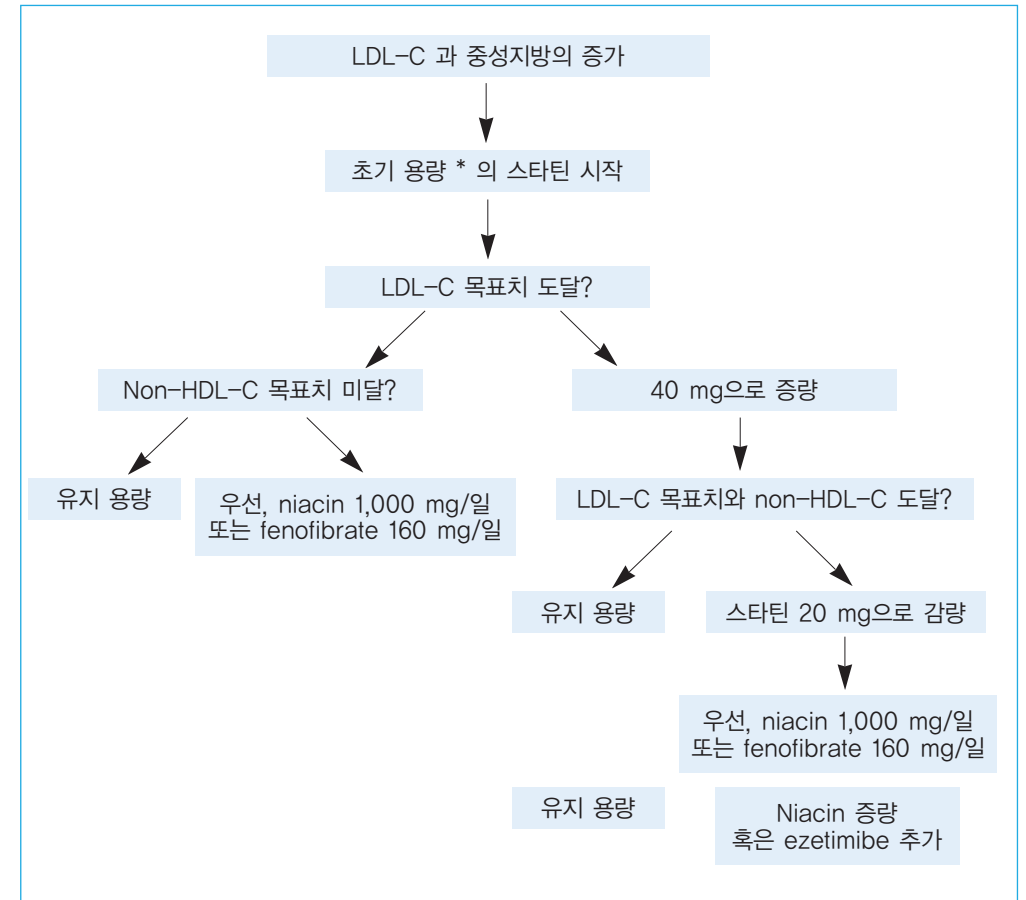 LDL-C 과 중성지방의 증가
초기 용량 * 의 스타틴 시작
LDL-C 목표치 도달?
Non-HDL-C 목표치 미달?
40 mg으로 증량
유지 용량
우선, niacin 1,000 mg/일
또는 fenofibrate 160 mg/일
LDL-C 목표치와 non-HDL-C 도달?
유지 용량
스타틴 20 mg으로 감량
우선, niacin 1,000 mg/일
또는 fenofibrate 160 mg/일
유지 용량
Niacin 증량
혹은 ezetimibe 추가